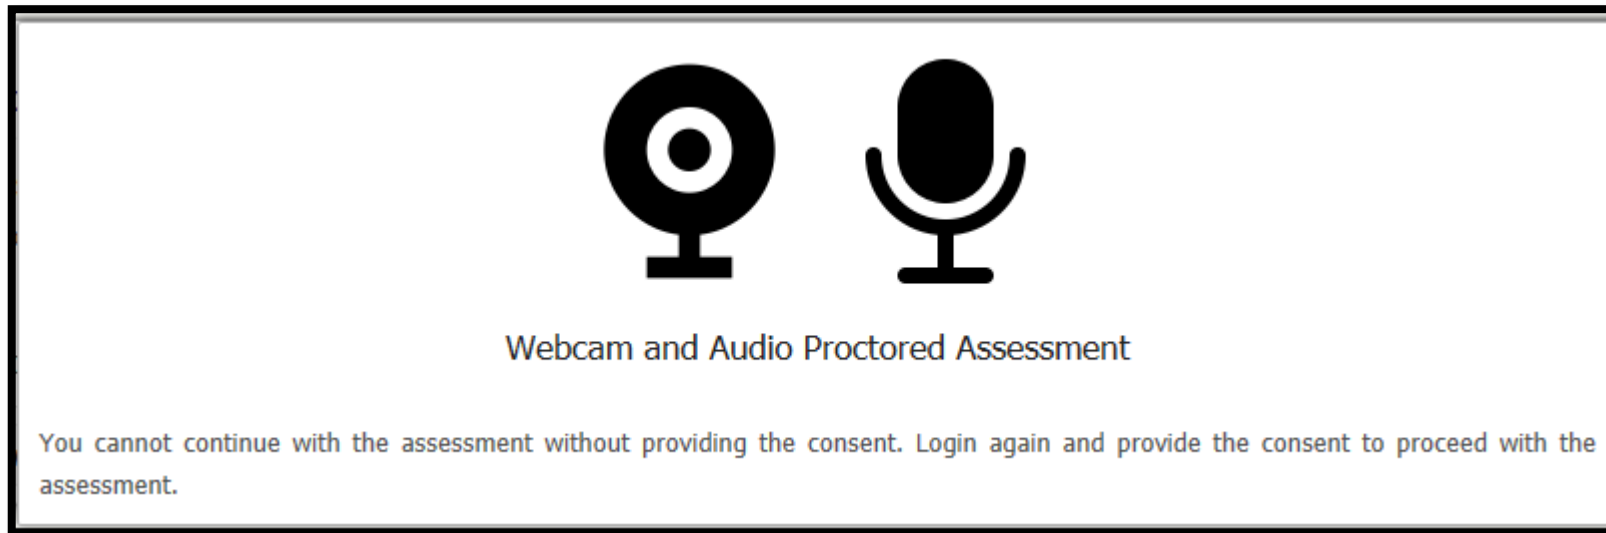 Webcam and Audio Proctored Assessment
You cannot continue with the assessment without providing the consent. Login again and provide the consent to proceed with the
assessment.